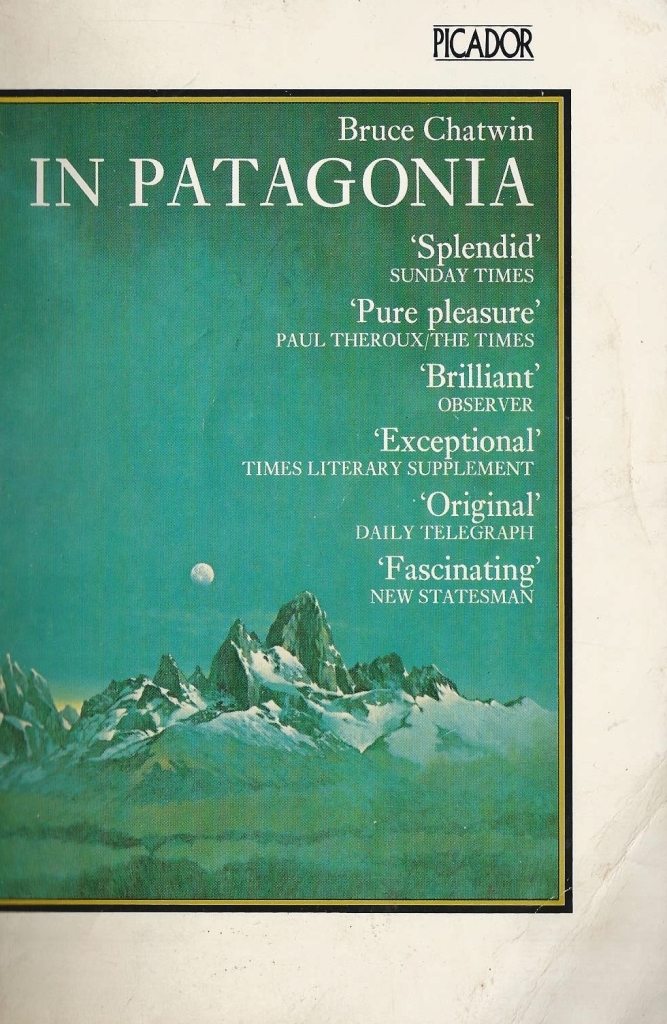 PICADOR
Bruce Chatwin
IN PATAGONIA
‘Splendid’
SUNDAY TIMES
‘Pure pleasure’
PAUL THEROUX/THE TIMES
‘Brilliant’
OBSERVER
‘Exceptional’
TIMES LITERARY SUPPLEMENT
‘Original’
DAILY TELEGRAPH
‘Fascinating’
NEW STATESMAN